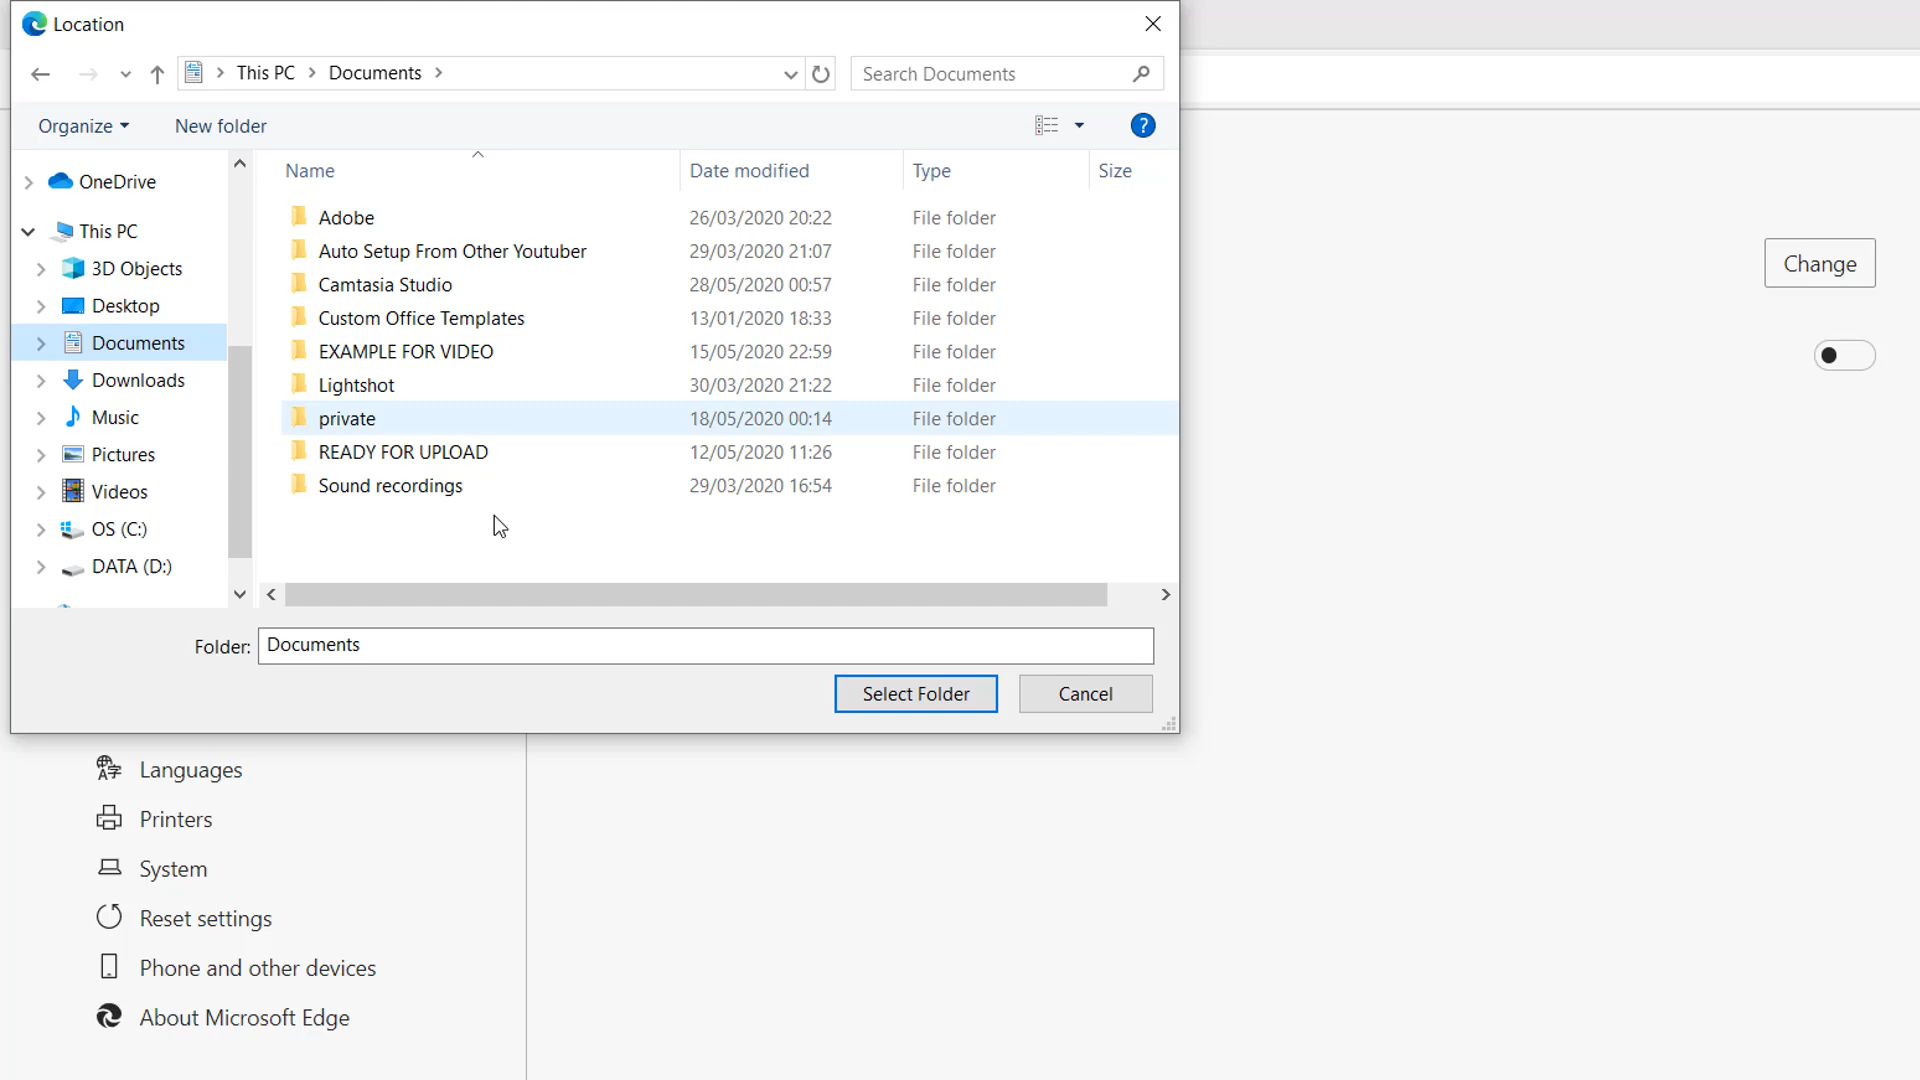 Location
This PC > Documents >
Search Documents
Organize
New folder
?
Name
Date modified
Type
Size
OneDrive
This PC
3D Objects
Desktop
Documents
Downloads
Music
Pictures
Videos
OS (C:)
DATA (D:)
Adobe 26/03/2020 20:22 File folder
Auto Setup From Other Youtuber 29/03/2020 21:07 File folder
Camtasia Studio 28/05/2020 00:57 File folder
Custom Office Templates 13/01/2020 18:33 File folder
EXAMPLE FOR VIDEO 15/05/2020 22:59 File folder
Lightshot 30/03/2020 21:22 File folder
private 18/05/2020 00:14 File folder
READY FOR UPLOAD 12/05/2020 11:26 File folder
Sound recordings 29/03/2020 16:54 File folder
Folder: Documents
Select Folder
Cancel
Change
Languages
Printers
System
Reset settings
Phone and other devices
About Microsoft Edge